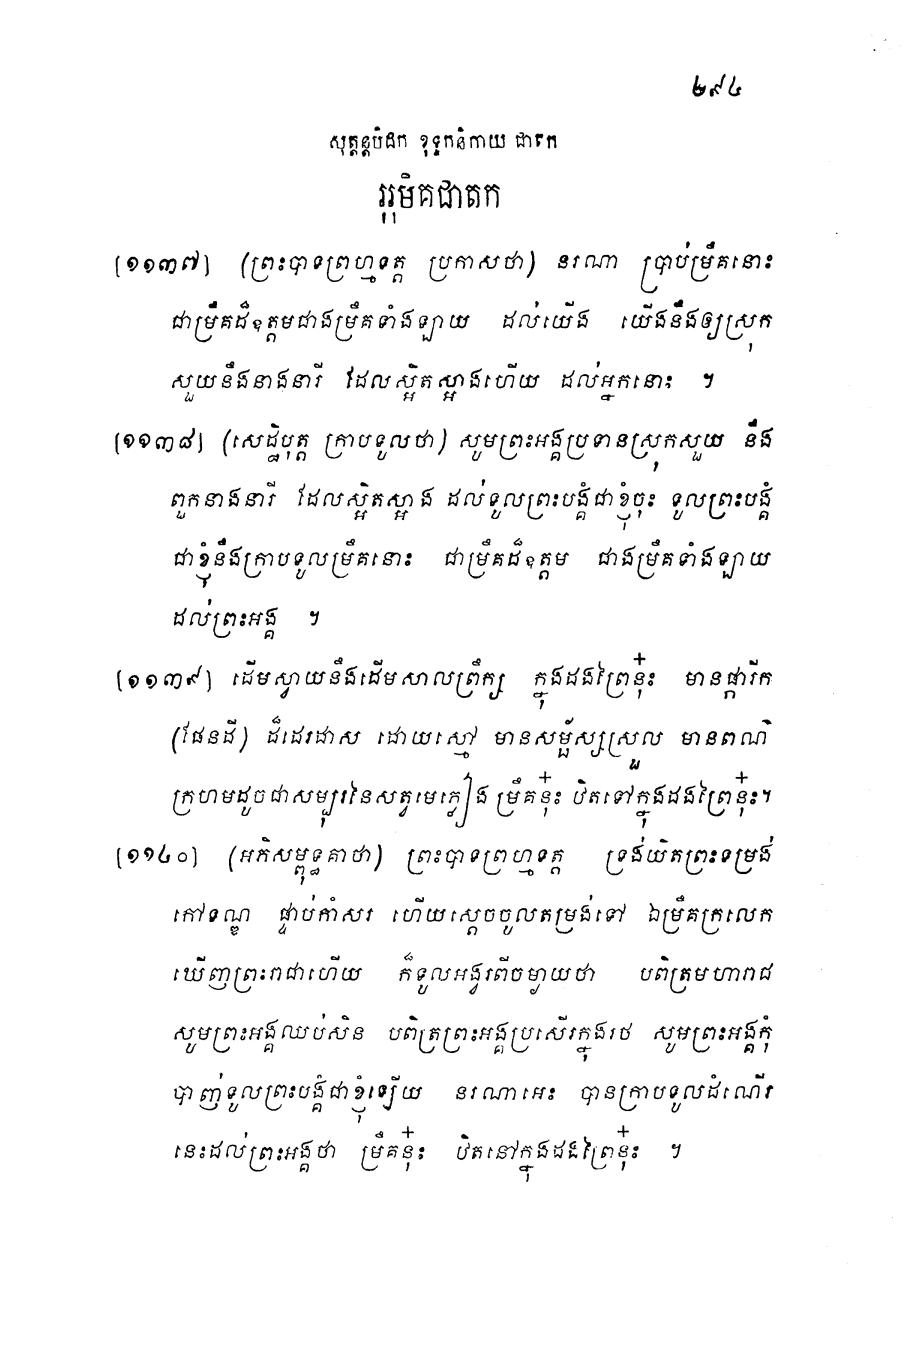 ២៩៤
សុត្តន្តបិដក ខុទ្ទកនិកាយ ជាតក
រុរុមិគជាតក
[១១៣៧] (ព្រះបាទព្រហ្មទត្ត ប្រកាសថា) នរណា ប្រាប់ម្រឹគនោះ
ជាម្រឹគដ៏ឧត្តមជាងម្រឹគទាំងឡាយ ដល់យើង យើងនឹងឲ្យស្រុក
សួយនឹងនាងនារី ដែលស្អិតស្អាងហើយ ដល់អ្នកនោះ ។
[១១៣៨] (សេដ្ឋិបុត្ត ក្រាបទូលថា) សូមព្រះអង្គប្រទានស្រុកសួយ នឹង
ពួកនាងនារី ដែលស្អិតស្អាង ដល់ទូលព្រះបង្គំជាខ្ញុំចុះ ទូលព្រះបង្គំ
ជាខ្ញុំនឹងក្រាបទូលម្រឹគនោះ ជាម្រឹគដ៏ឧត្តម ជាងម្រឹគទាំងឡាយ
ដល់ព្រះអង្គ ។
[១១៣៩] ដើមស្វាយនឹងដើមសាលព្រឹក្ស ក្នុងដងព្រៃនុ៎ះ មានផ្ការីក
(ផែនដី) ដ៏ដេរដាស ដោយស្មៅ មានសម្ផ័ស្សស្រួល មានពណ៌
ក្រហមដូចជាសម្បុរនៃសត្វមេភ្លៀង ម្រឹគនុ៎ះ ឋិតនៅក្នុងដងព្រៃនុ៎ះ។
[១១៤០] (អភិសម្ពុទ្ធគាថា) ព្រះបាទព្រហ្មទត្ត ទ្រង់យិតព្រះទម្រង់
កៅទណ្ឌ ផ្ចាប់កាំសរ ហើយស្តេចចូលតម្រង់ទៅ ឯម្រឹគក្រលេក
ឃើញព្រះរាជាហើយ ក៏ទូលអង្វរពីចម្ងាយថា បពិត្រមហារាជ
សូមព្រះអង្គឈប់សិន បពិត្រព្រះអង្គប្រសើរក្នុងរថ សូមព្រះអង្គកុំ
បាញ់ទូលព្រះបង្គំជាខ្ញុំឡើយ នរណាអេះ បានក្រាបទូលដំណើរ
នេះដល់ព្រះអង្គថា ម្រឹគនុ៎ះ ឋិតនៅក្នុងដងព្រៃនុ៎ះ ។